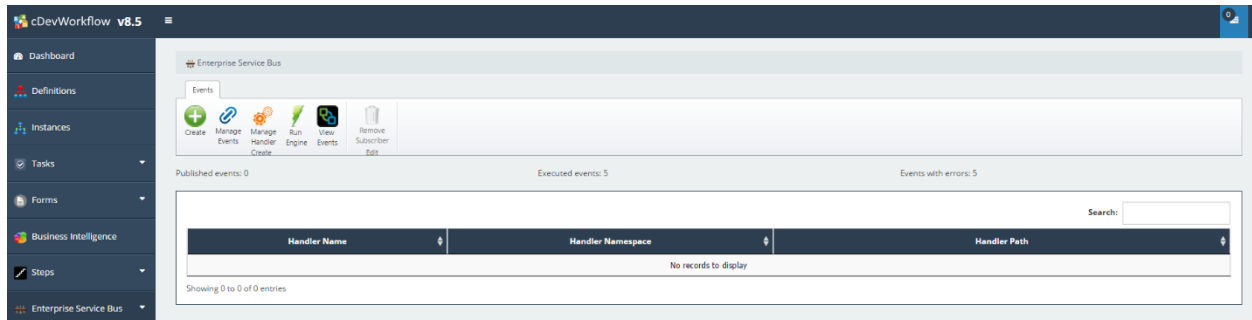 cDevWorkflow v8.5
0
Dashboard
Definitions
Instances
Tasks
Forms
Business Intelligence
Steps
Enterprise Service Bus
Enterprise Service Bus
Events
Create
Manage Events
Manage Handler
Run Engine
View Events
Create
Remove Subscriber
Edit
Published events: 0
Executed events: 5
Events with errors: 5
Search:
Handler Name
Handler Namespace
Handler Path
No records to display
Showing 0 to 0 of 0 entries